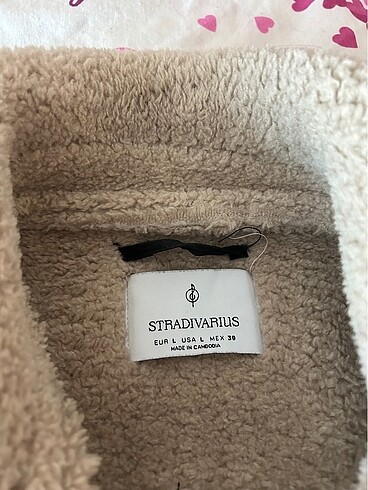 STRADIVARIUS
EUR L USA L MEX 30
MADE IN CAMBODIA